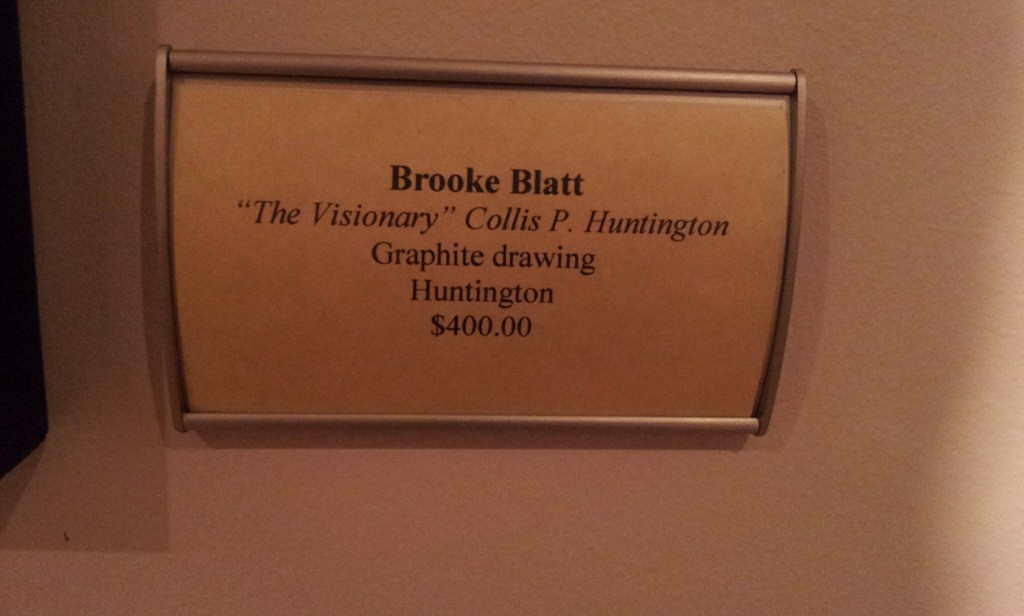 Brooke Blatt
“The Visionary” Collis P. Huntington
Graphite drawing
Huntington
$400.00